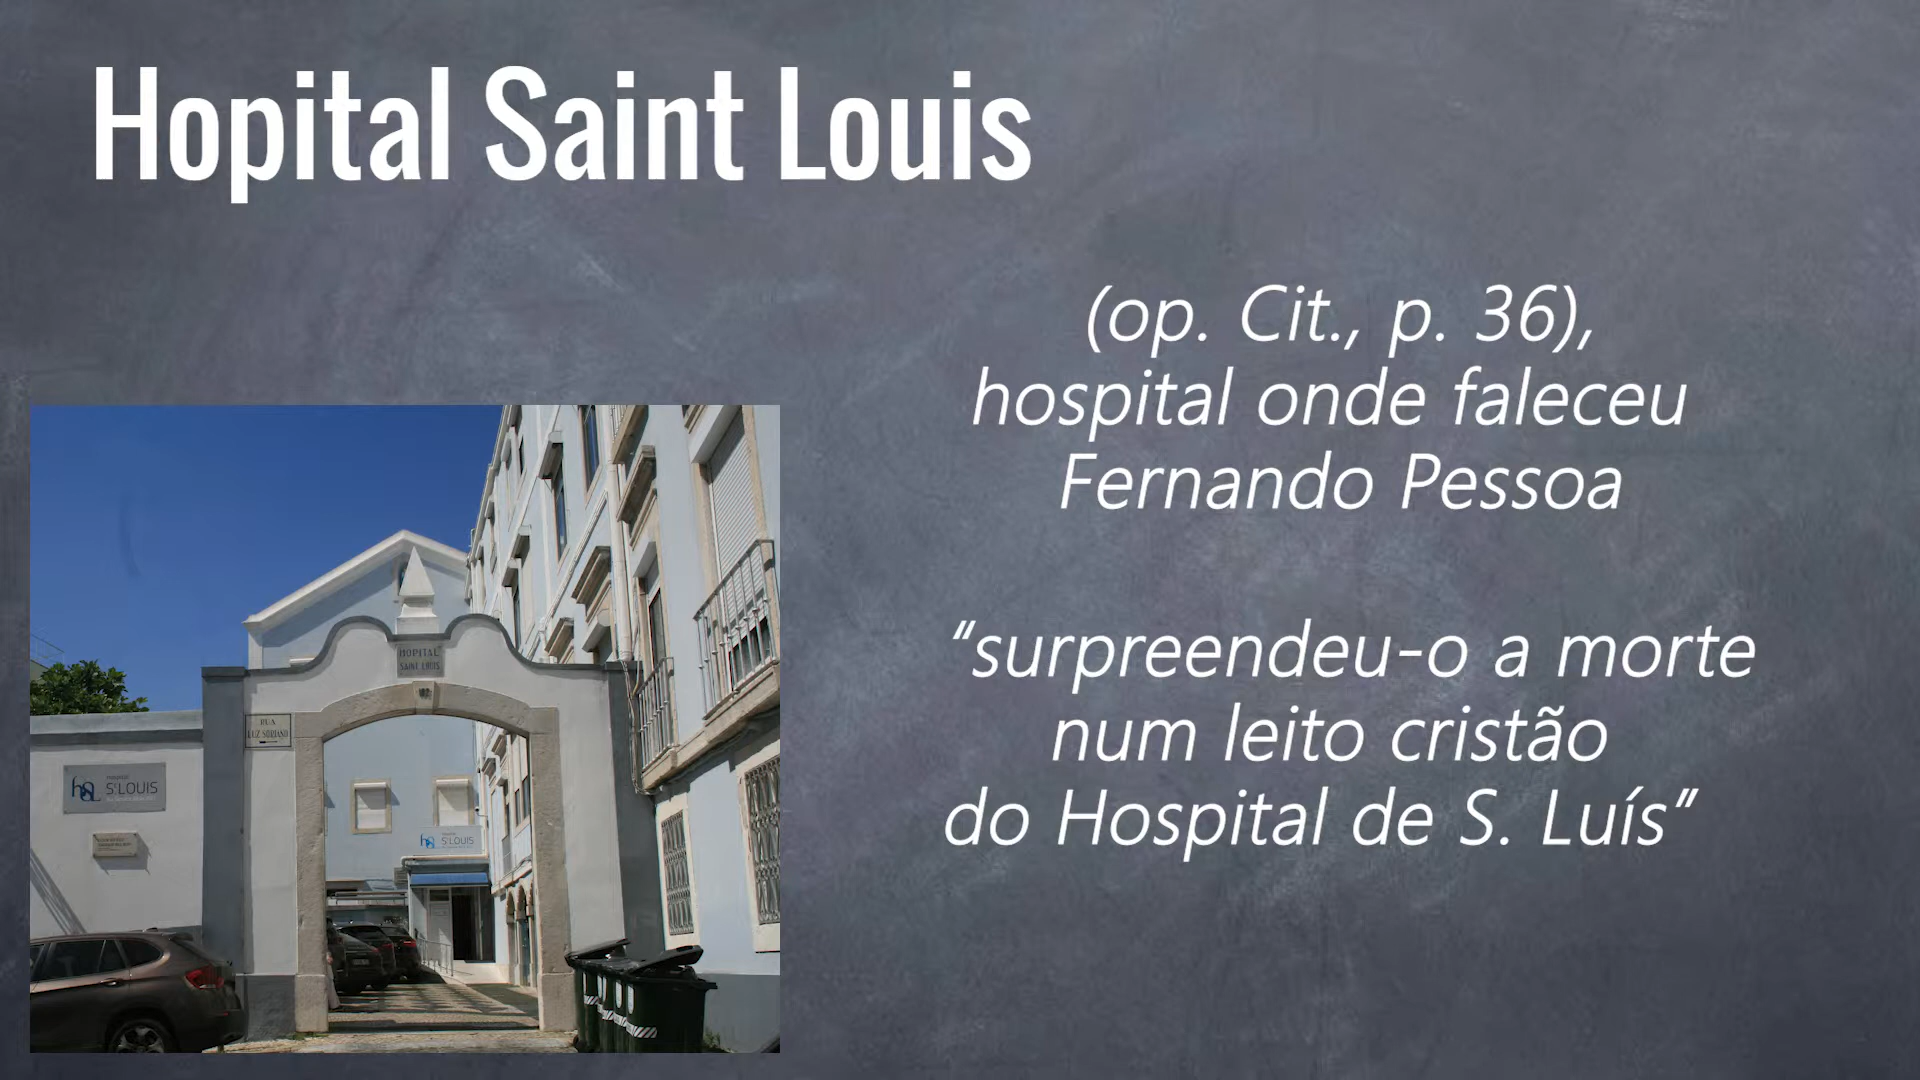 Hopital Saint Louis
(op. Cit., p. 36),
hospital onde faleceu
Fernando Pessoa
“surpreendeu-o a morte
num leito cristão
do Hospital de S. Luís”
HOPITAL
SAINT LOUIS
RUA
LUZ SORIANO
S.LOUIS
S.LOUIS